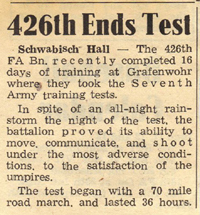 426th Ends Test
Schwabisch Hall — The 426th
FA Bn. recently completed 16
days of training at Grafenwohr
where they took the Seventh
Army training tests.
In spite of an all-night rain-
storm the night of the test, the
battalion proved its ability to
move, communicate, and shoot
under the most adverse condi-
tions, to the satisfaction of the
umpires.
The test began with a 70 mile
road march, and lasted 36 hours.